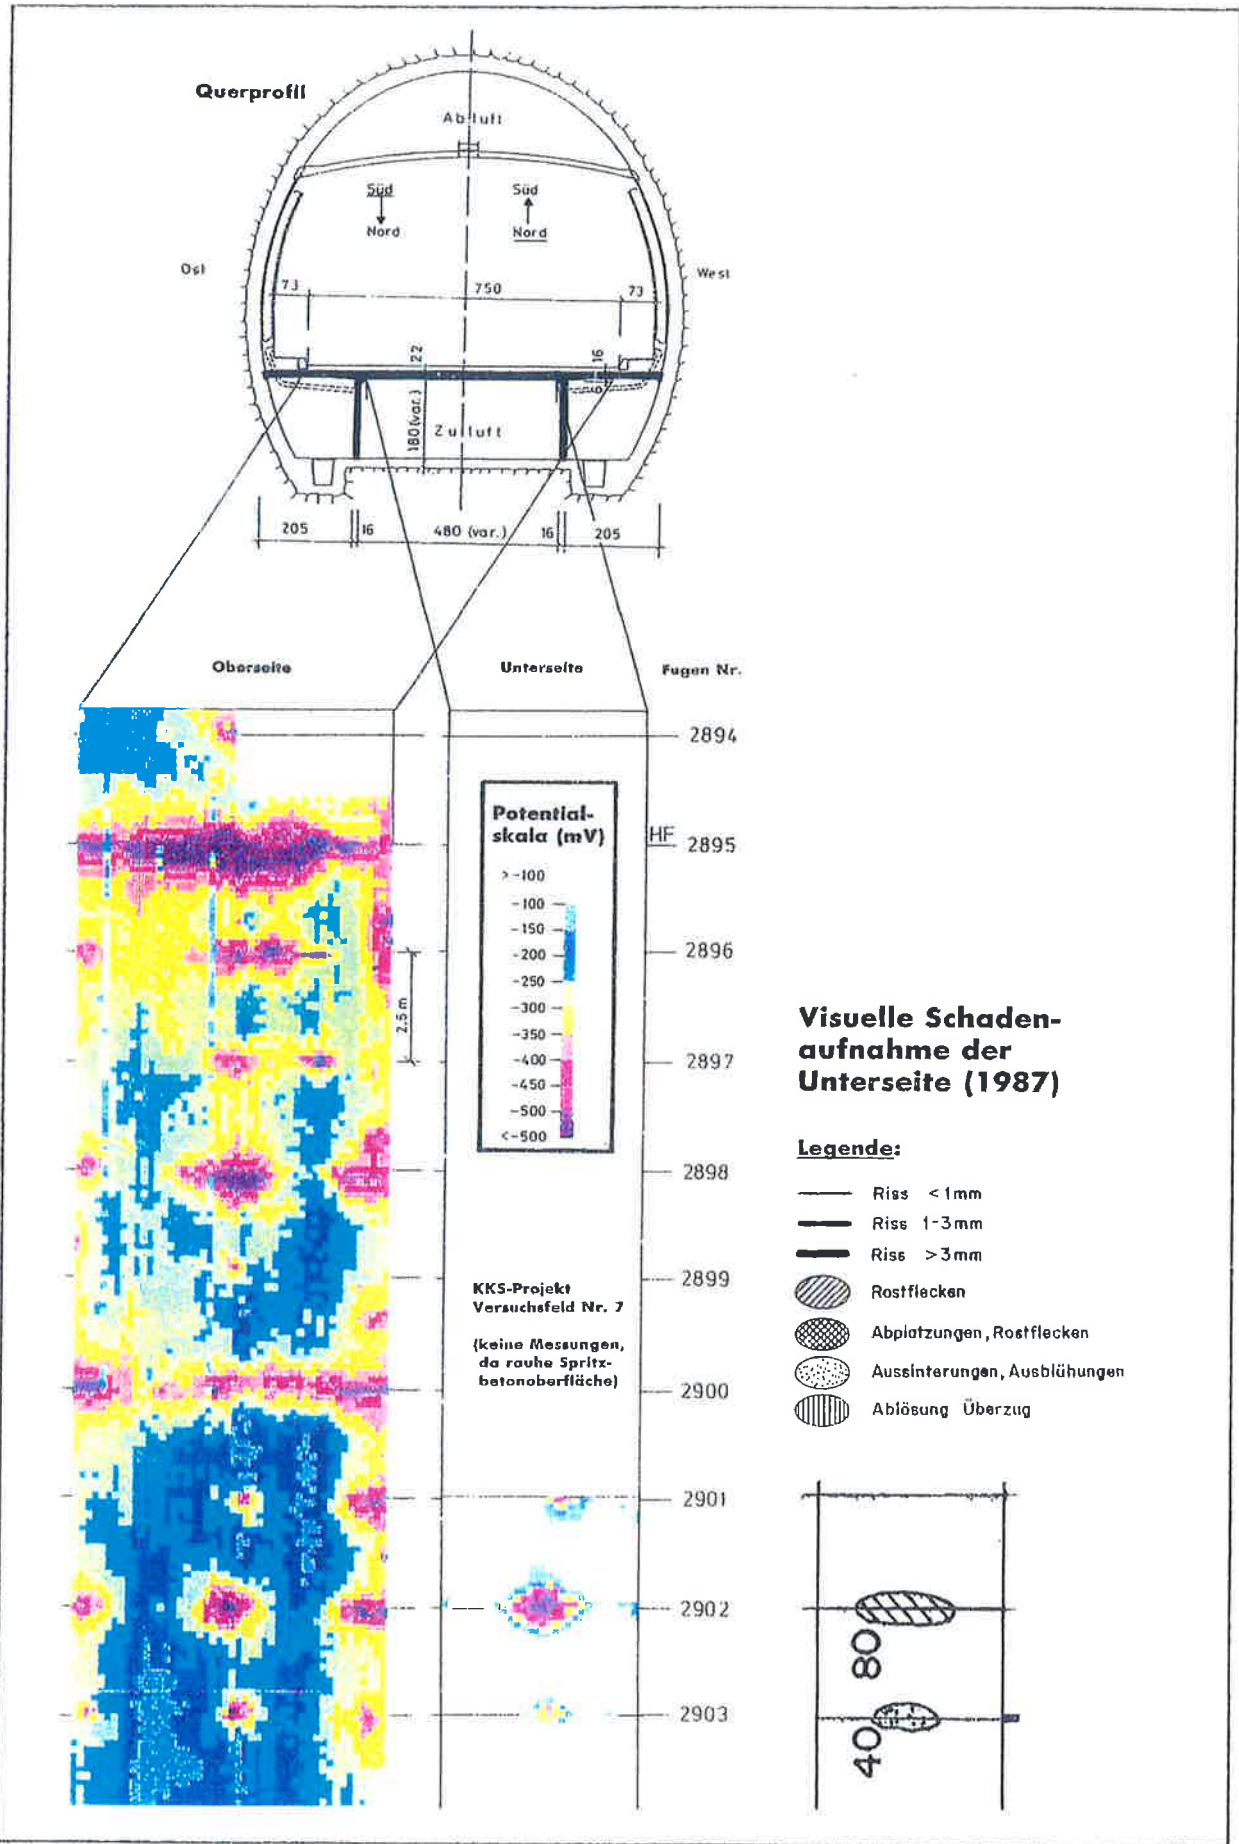 Querprofil
Abluft
Süd
Nord
Süd
Nord
Ost
West
73
750
73
22
16
180 (var.)
Zuluft
205
16
480 (var.)
16
205
Oberseite
Unterseite
Fugen Nr.
2894
HF
2895
2896
2897
2898
2899
2900
2901
2902
2903
2.5 m
Potential-
skala (mV)
> -100
-100
-150
-200
-250
-300
-350
-400
-450
-500
<-500
KKS-Projekt
Versuchsfeld Nr. 7
(keine Messungen,
da rauhe Spritz-
betonoberfläche)
Visuelle Schaden-
aufnahme der
Unterseite (1987)
Legende:
Riss < 1mm
Riss 1-3mm
Riss > 3mm
Rostflecken
Abplatzungen, Rostflecken
Aussinterungen, Ausblühungen
Ablösung Überzug
80
40